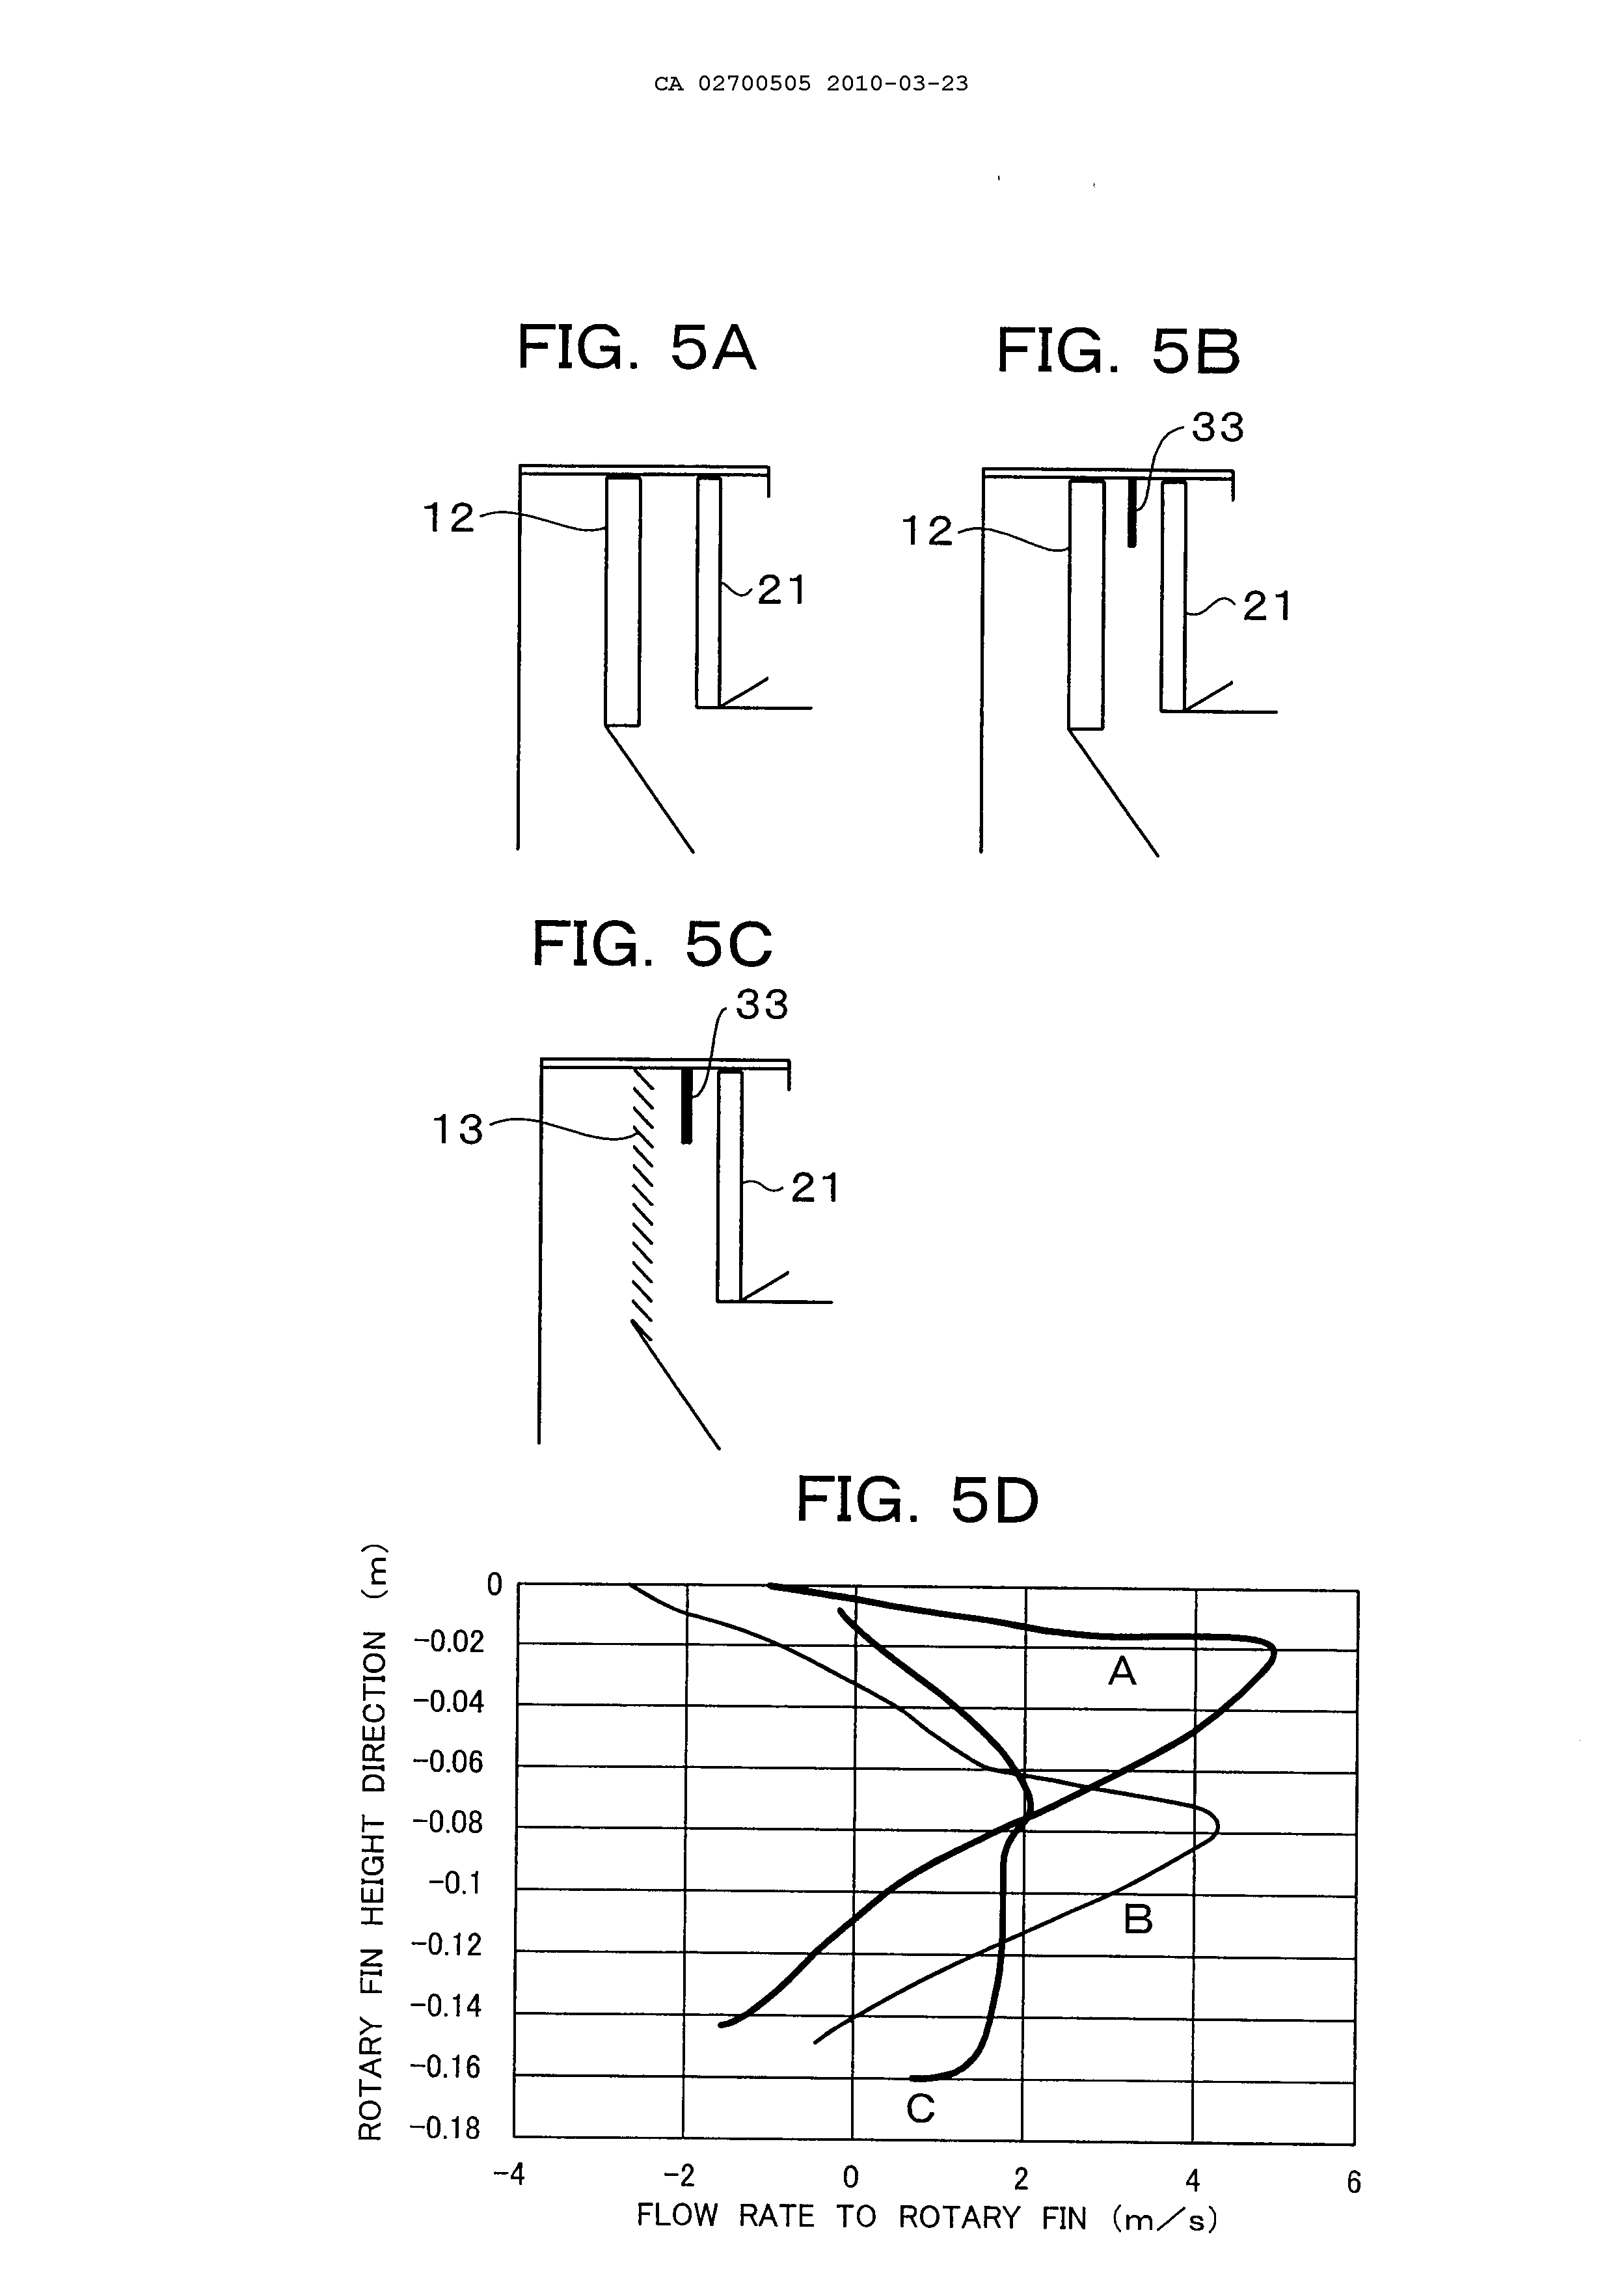 CA 02700505 2010-03-23
FIG. 5A
FIG. 5B
33
12
21
12
21
FIG. 5C
33
13
21
FIG. 5D
ROTARY FIN HEIGHT DIRECTION (m)
0
-0.02
-0.04
-0.06
-0.08
-0.1
-0.12
-0.14
-0.16
-0.18
A
B
C
-4 -2 0 2 4 6
FLOW RATE TO ROTARY FIN (m/s)